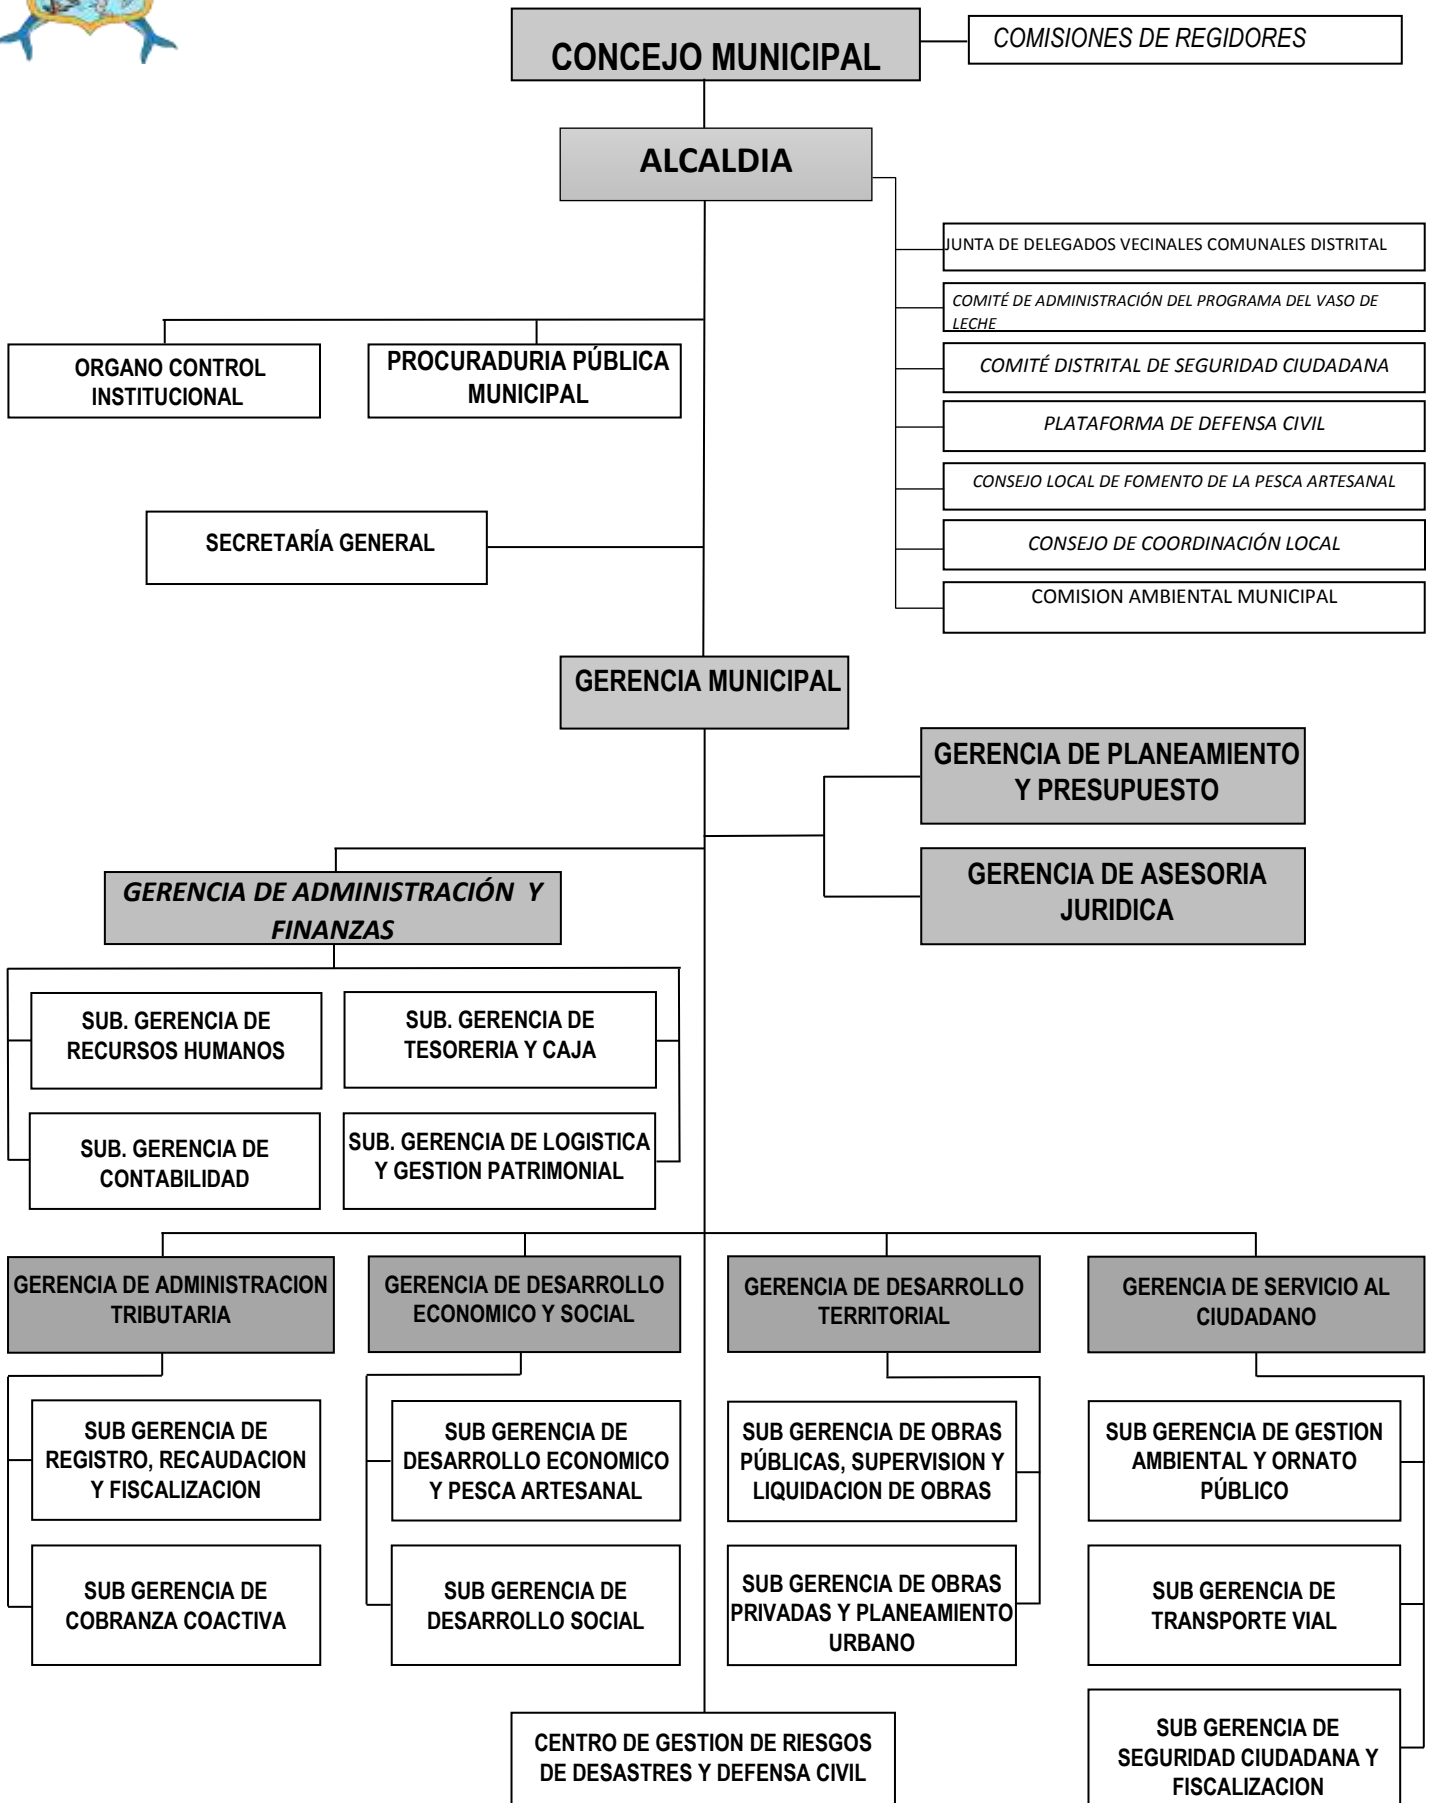 CONCEJO MUNICIPAL
COMISIONES DE REGIDORES
ALCALDIA
JUNTA DE DELEGADOS VECINALES COMUNALES DISTRITAL
COMITÉ DE ADMINISTRACIÓN DEL PROGRAMA DEL VASO DE
LECHE
COMITÉ DISTRITAL DE SEGURIDAD CIUDADANA
PLATAFORMA DE DEFENSA CIVIL
CONSEJO LOCAL DE FOMENTO DE LA PESCA ARTESANAL
CONSEJO DE COORDINACIÓN LOCAL
COMISION AMBIENTAL MUNICIPAL
ORGANO CONTROL
INSTITUCIONAL
PROCURADURIA PÚBLICA
MUNICIPAL
SECRETARÍA GENERAL
GERENCIA MUNICIPAL
GERENCIA DE PLANEAMIENTO
Y PRESUPUESTO
GERENCIA DE ASESORIA
JURIDICA
GERENCIA DE ADMINISTRACIÓN Y
FINANZAS
SUB. GERENCIA DE
RECURSOS HUMANOS
SUB. GERENCIA DE
TESORERIA Y CAJA
SUB. GERENCIA DE
CONTABILIDAD
SUB. GERENCIA DE LOGISTICA
Y GESTION PATRIMONIAL
GERENCIA DE ADMINISTRACION
TRIBUTARIA
GERENCIA DE DESARROLLO
ECONOMICO Y SOCIAL
GERENCIA DE DESARROLLO
TERRITORIAL
GERENCIA DE SERVICIO AL
CIUDADANO
SUB GERENCIA DE
REGISTRO, RECAUDACION
Y FISCALIZACION
SUB GERENCIA DE
DESARROLLO ECONOMICO
Y PESCA ARTESANAL
SUB GERENCIA DE OBRAS
PÚBLICAS, SUPERVISION Y
LIQUIDACION DE OBRAS
SUB GERENCIA DE GESTION
AMBIENTAL Y ORNATO
PÚBLICO
SUB GERENCIA DE
COBRANZA COACTIVA
SUB GERENCIA DE
DESARROLLO SOCIAL
SUB GERENCIA DE OBRAS
PRIVADAS Y PLANEAMIENTO
URBANO
SUB GERENCIA DE
TRANSPORTE VIAL
CENTRO DE GESTION DE RIESGOS
DE DESASTRES Y DEFENSA CIVIL
SUB GERENCIA DE
SEGURIDAD CIUDADANA Y
FISCALIZACION